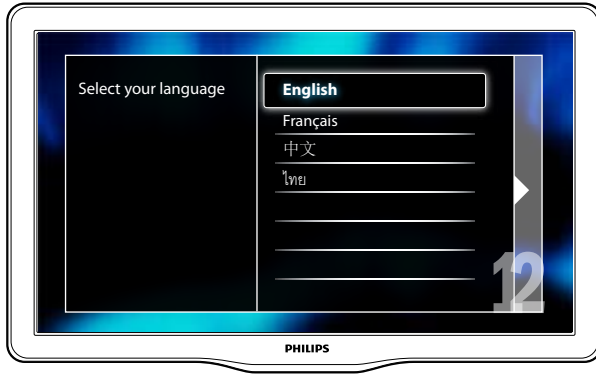 Select your language
English
Français
中文
ไทย
12
PHILIPS